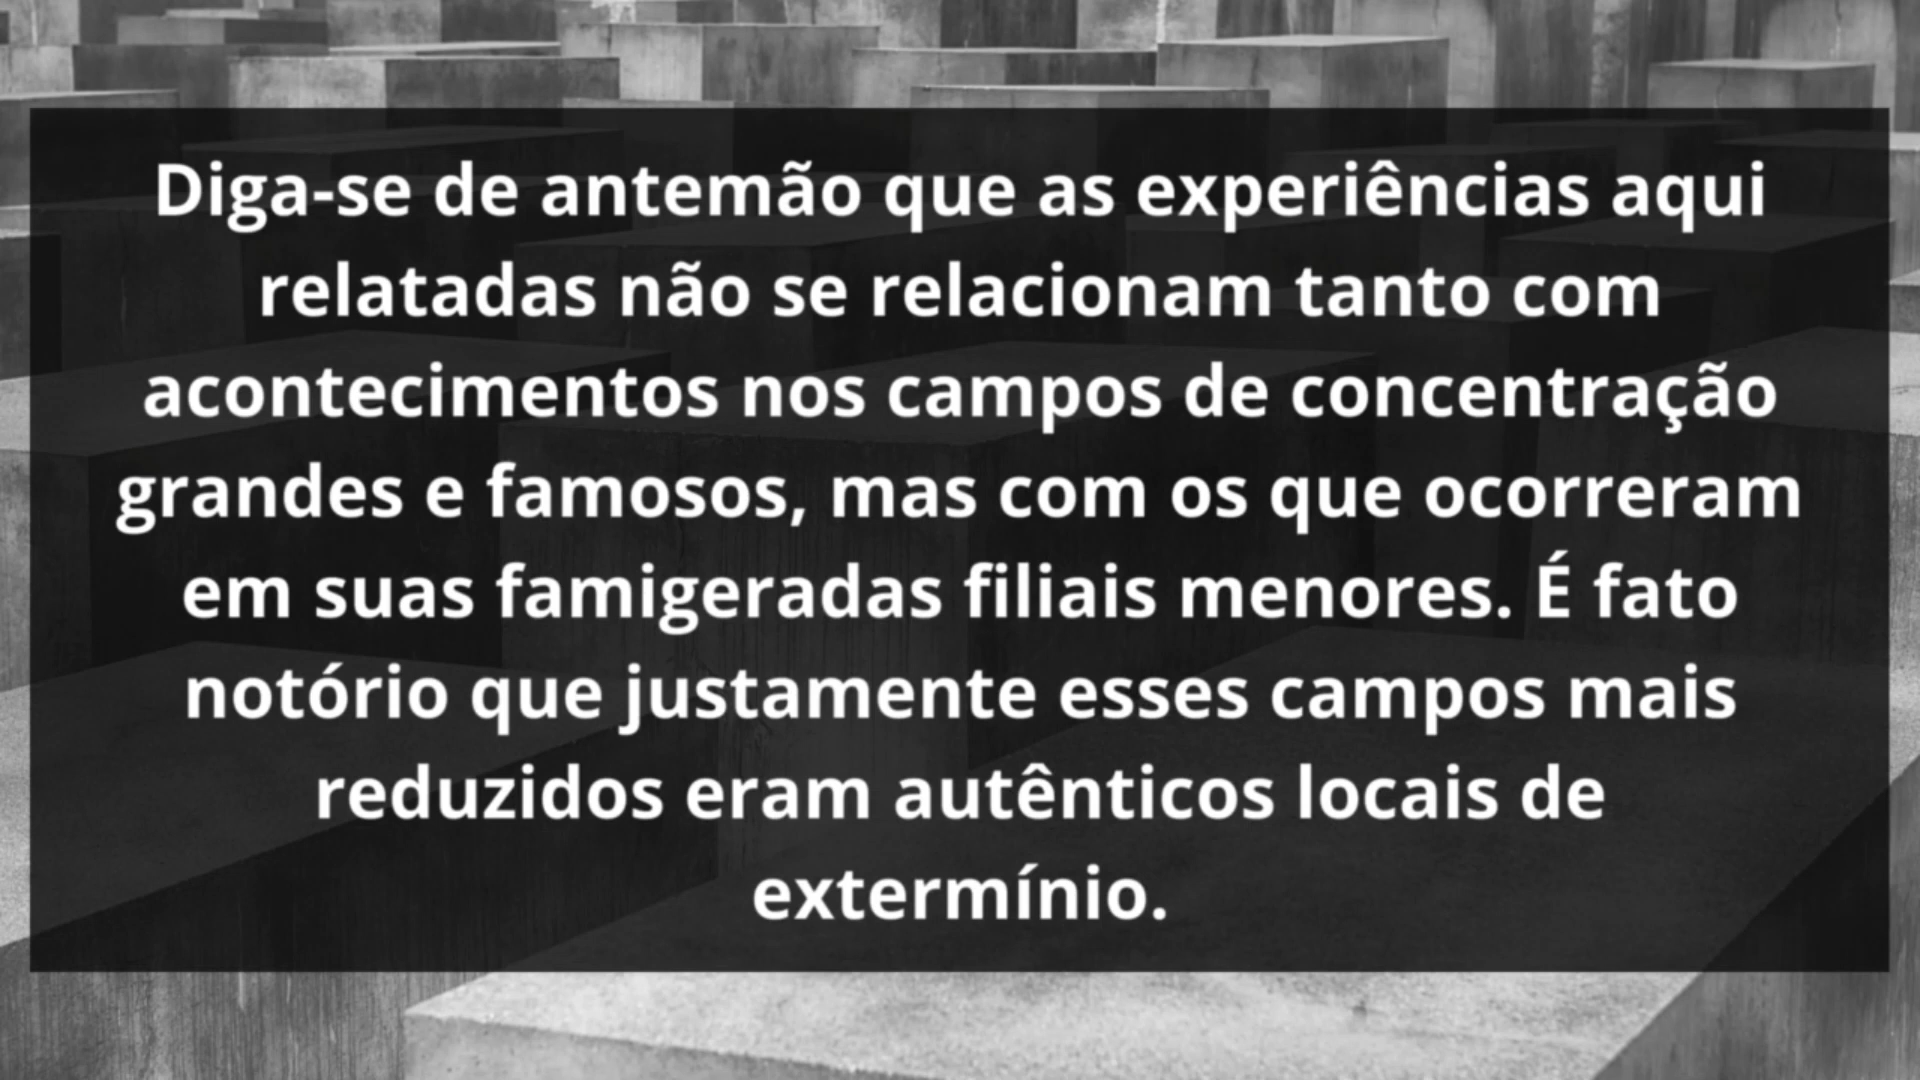 Diga-se de antemão que as experiências aqui
relatadas não se relacionam tanto com
acontecimentos nos campos de concentração
grandes e famosos, mas com os que ocorreram
em suas famigeradas filiais menores. É fato
notório que justamente esses campos mais
reduzidos eram autênticos locais de
extermínio.